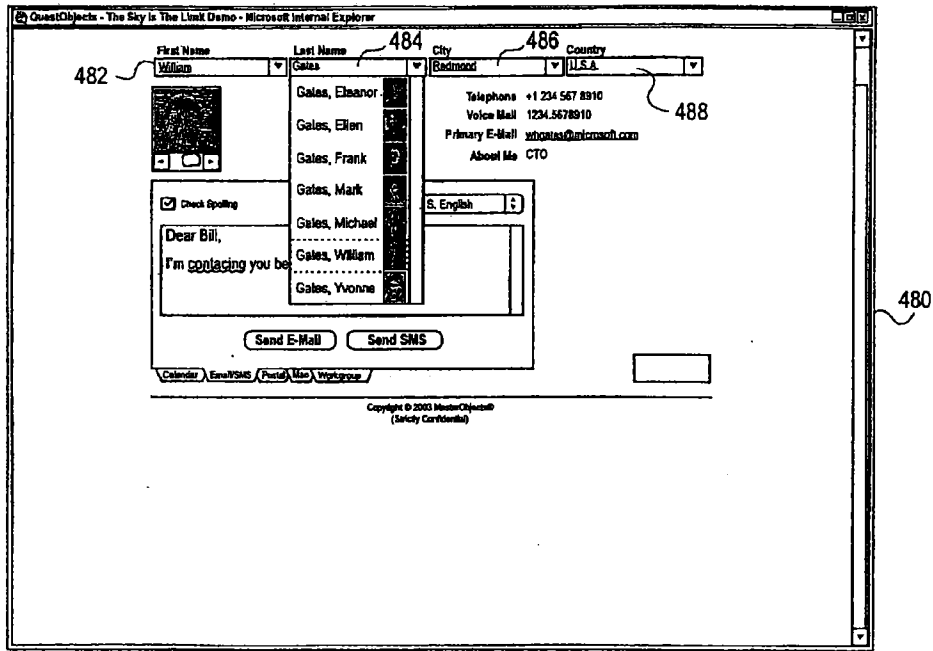 QuestObjects - The Sky Is The Limit Demo - Microsoft Internet Explorer
First Name Last Name City Country
482 484 486 488
William Gates Redmond U.S.A.
Gates, Eleanor
Gates, Ellen
Gates, Frank
Gates, Mark
Gates, Michael
Gates, William
Gates, Yvonne
Telephone +1 234 567 8910
Voice Mail 1234.5678910
Primary E-Mail whgates@microsoft.com
About Me CTO
Check Spelling S. English
Dear Bill,
I'm contacing you be
480
Send E-Mail Send SMS
Calendar Email/SMS Postal Map Workgroup
Copyright © 2003 MasterObjects®
(Strictly Confidential)